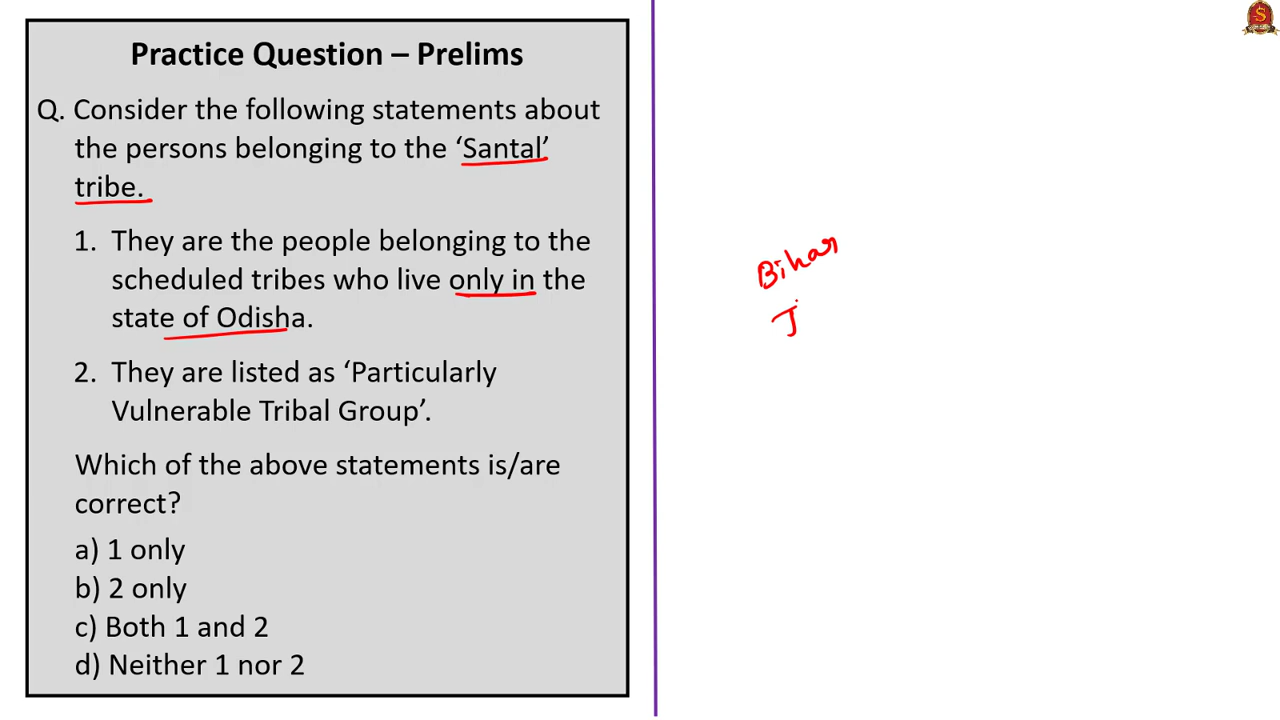 Practice Question – Prelims
Q. Consider the following statements about
the persons belonging to the ‘Santal’
tribe.
1. They are the people belonging to the
scheduled tribes who live only in the
state of Odisha.
2. They are listed as ‘Particularly
Vulnerable Tribal Group’.
Which of the above statements is/are
correct?
a) 1 only
b) 2 only
c) Both 1 and 2
d) Neither 1 nor 2
Bihar
J
S